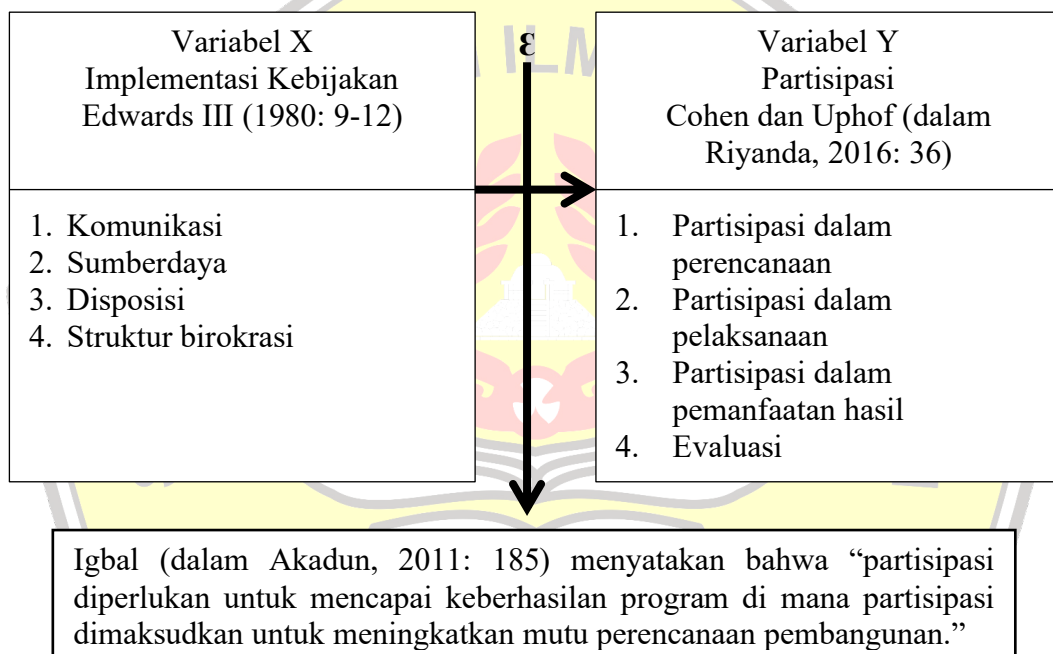 Variabel X
Implementasi Kebijakan
Edwards III (1980: 9-12)
1. Komunikasi
2. Sumberdaya
3. Disposisi
4. Struktur birokrasi
ε
Variabel Y
Partisipasi
Cohen dan Uphof (dalam
Riyanda, 2016: 36)
1. Partisipasi dalam
perencanaan
2. Partisipasi dalam
pelaksanaan
3. Partisipasi dalam
pemanfaatan hasil
4. Evaluasi
Igbal (dalam Akadun, 2011: 185) menyatakan bahwa “partisipasi
diperlukan untuk mencapai keberhasilan program di mana partisipasi
dimaksudkan untuk meningkatkan mutu perencanaan pembangunan.”